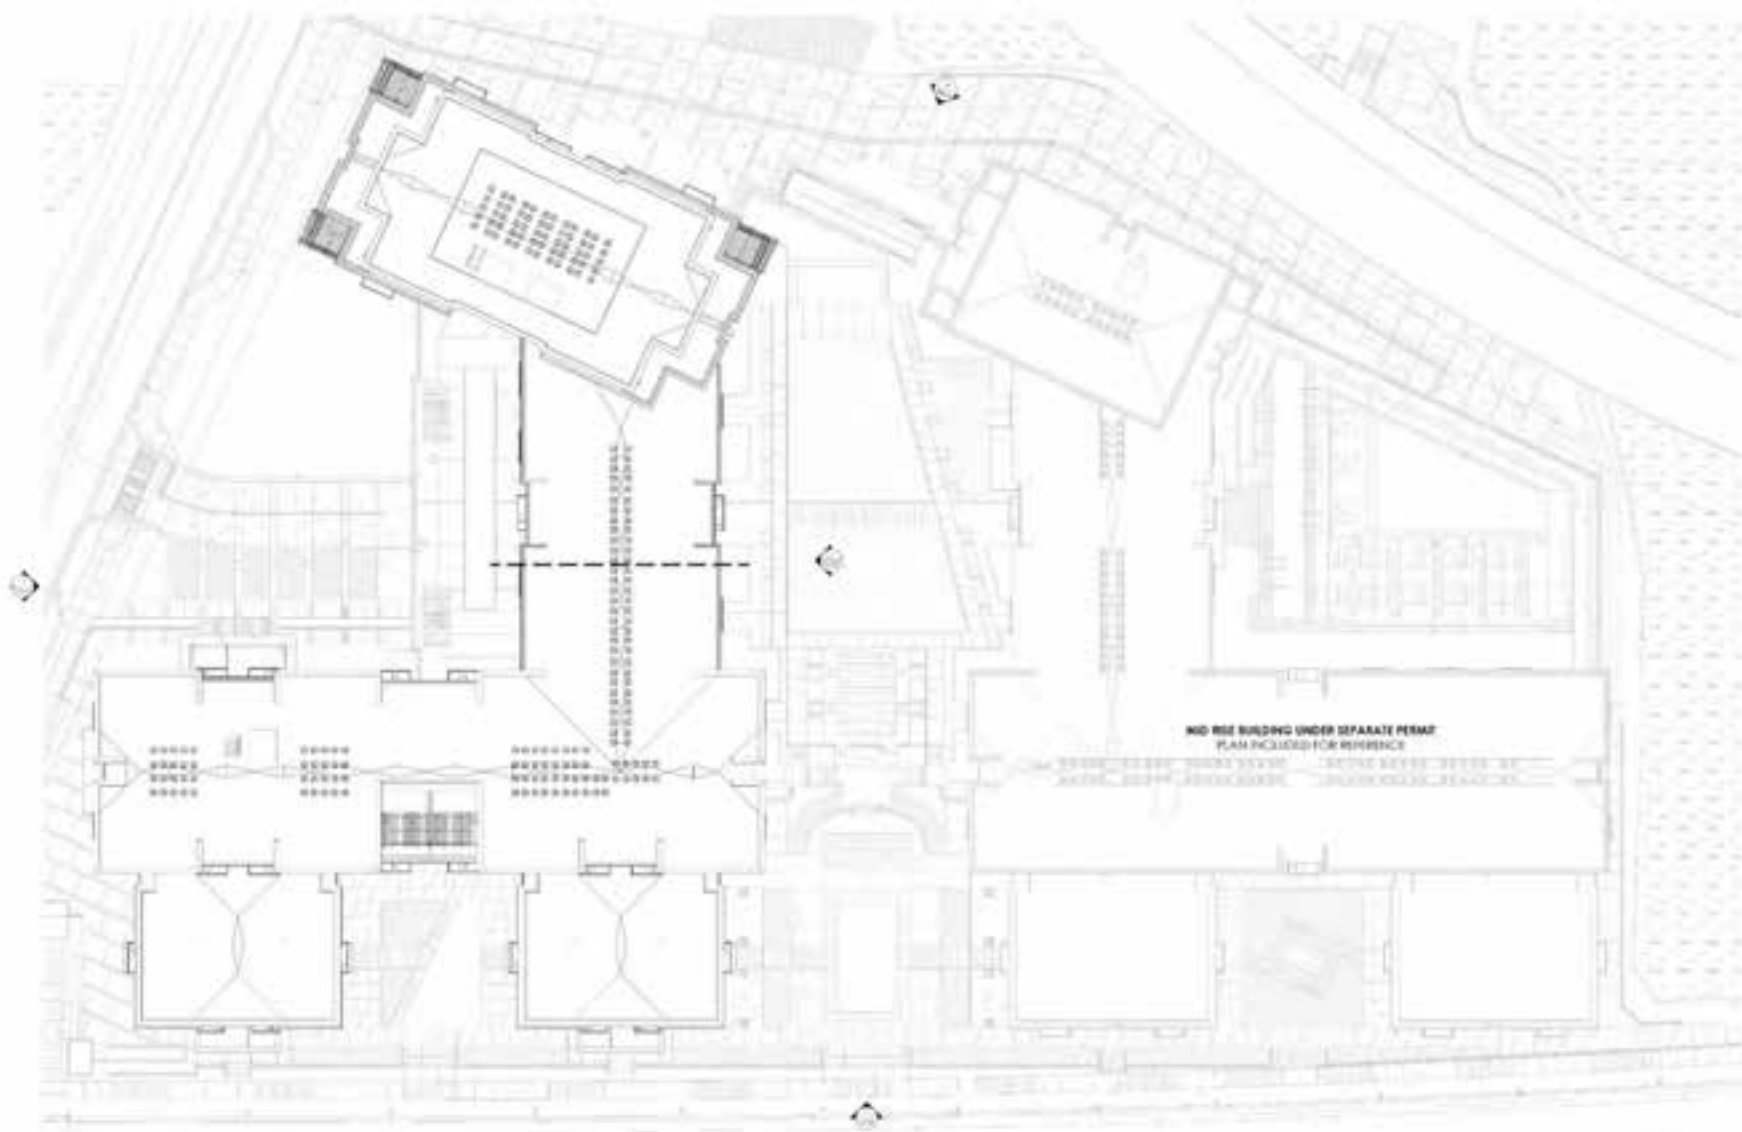 MID RISE BUILDING UNDER SEPARATE PERMIT
PLAN INCLUDED FOR REFERENCE